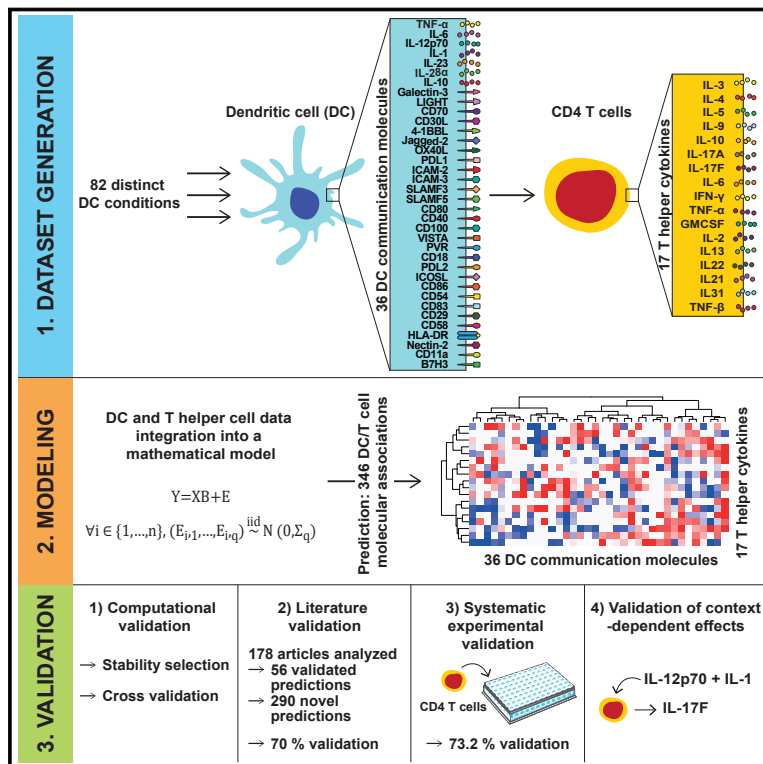 1. DATASET GENERATION
82 distinct
DC conditions
Dendritic cell (DC)
36 DC communication molecules
TNF-α
IL-6
IL-12p70
IL-1
IL-23
IL-28α
IL-10
Galectin-3
LIGHT
CD70
CD30L
4-1BBL
Jagged-2
OX40L
PDL1
ICAM-2
ICAM-3
SLAMF3
SLAMF5
CD80
CD40
CD100
VISTA
PVR
CD18
PDL2
ICOSL
CD86
CD54
CD83
CD29
CD58
HLA-DR
Nectin-2
CD11a
B7H3
CD4 T cells
17 T helper cytokines
IL-3
IL-4
IL-5
IL-9
IL-10
IL-17A
IL-17F
IL-6
IFN-γ
TNF-α
GMCSF
IL-2
IL13
IL22
IL21
IL31
TNF-β
2. MODELING
DC and T helper cell data
integration into a
mathematical model
Y=XB+E
∀i ∈ {1,...,n}, (Ei,1,...,Ei,q) iid ~ N (0,Σq)
Prediction: 346 DC/T cell
molecular associations
17 T helper cytokines
36 DC communication molecules
3. VALIDATION
1) Computational
validation
→ Stability selection
→ Cross validation
2) Literature
validation
178 articles analyzed
→ 56 validated
predictions
→ 290 novel
predictions
→ 70 % validation
3) Systematic
experimental
validation
CD4 T cells
→ 73.2 % validation
4) Validation of context
-dependent effects
IL-12p70 + IL-1
→ IL-17F